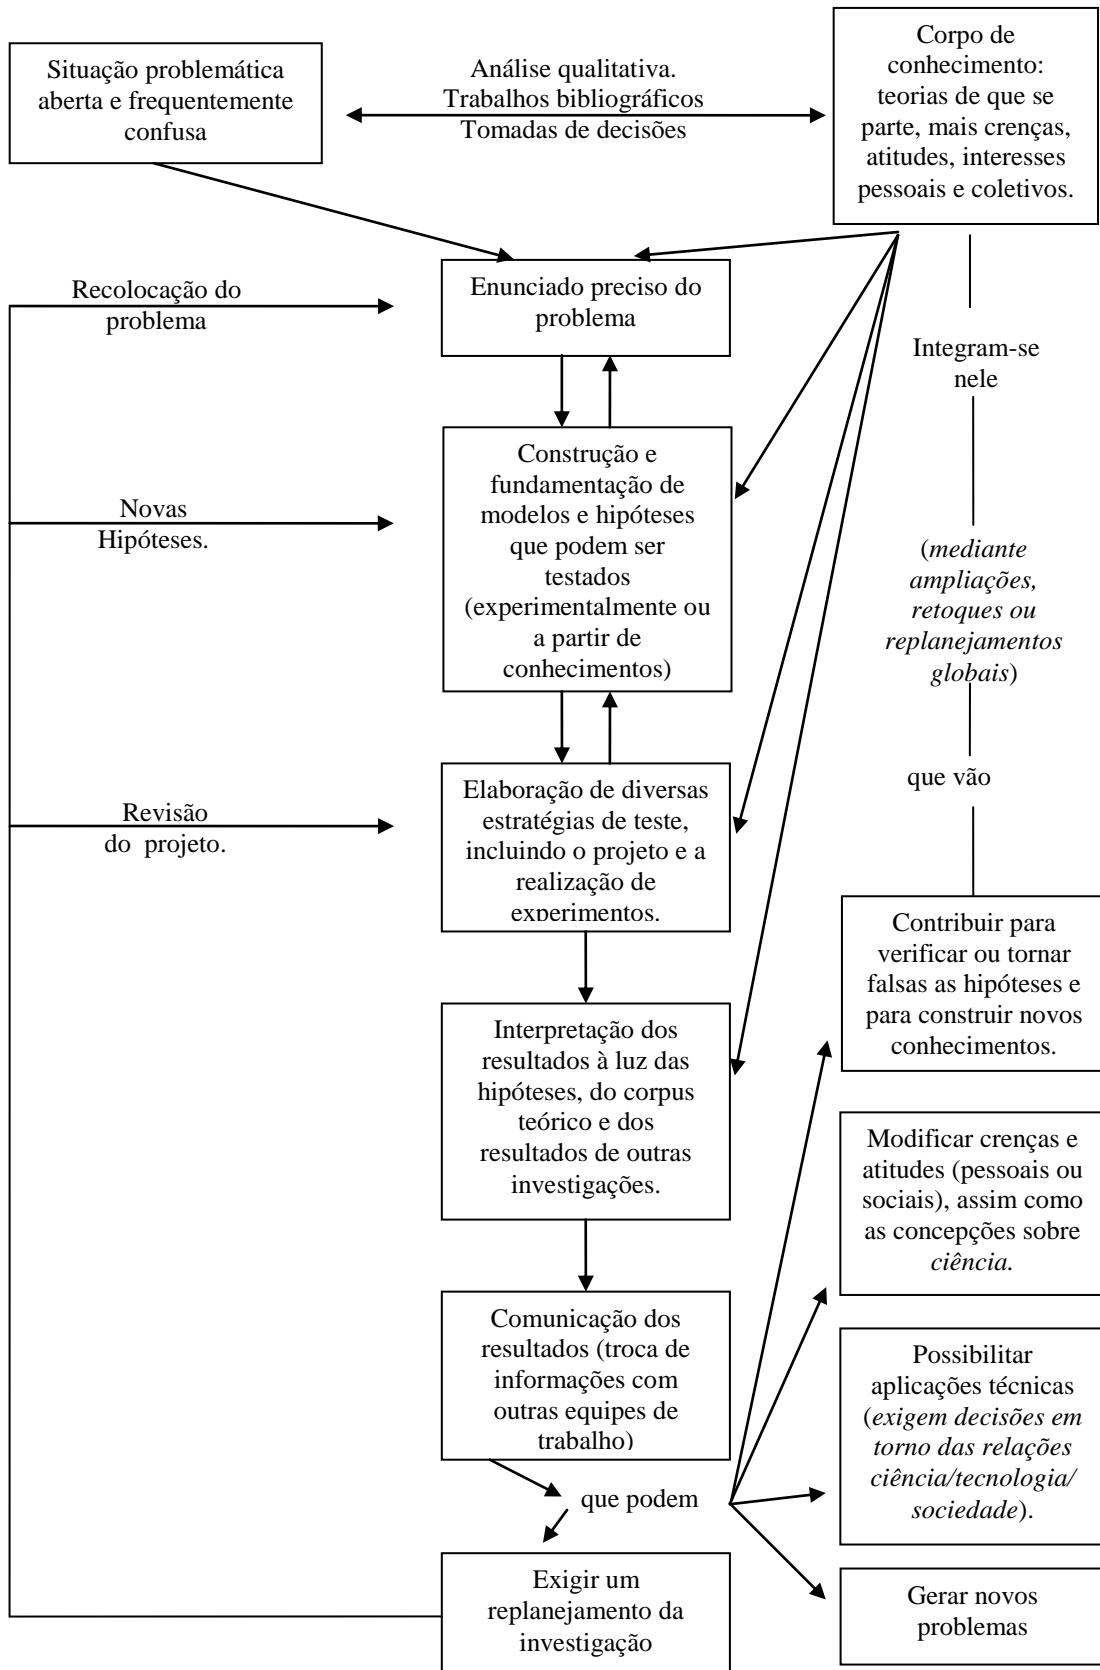 Situação problemática
aberta e frequentemente
confusa
Análise qualitativa.
Trabalhos bibliográficos
Tomadas de decisões
Corpo de
conhecimento:
teorias de que se
parte, mais crenças,
atitudes, interesses
pessoais e coletivos.
Recolocação do
problema
Enunciado preciso do
problema
Integram-se
nele
Novas
Hipóteses.
Construção e
fundamentação de
modelos e hipóteses
que podem ser
testados
(experimentalmente ou
a partir de
conhecimentos)
(mediante
ampliações,
retoques ou
replanejamentos
globais)
que vão
Revisão
do projeto.
Elaboração de diversas
estratégias de teste,
incluindo o projeto e a
realização de
experimentos.
Contribuir para
verificar ou tornar
falsas as hipóteses e
para construir novos
conhecimentos.
Interpretação dos
resultados à luz das
hipóteses, do corpus
teórico e dos
resultados de outras
investigações.
Modificar crenças e
atitudes (pessoais ou
sociais), assim como
as concepções sobre
ciência.
Comunicação dos
resultados (troca de
informações com
outras equipes de
trabalho)
Possibilitar
aplicações técnicas
(exigem decisões em
torno das relações
ciência/tecnologia/
sociedade).
que podem
Exigir um
replanejamento da
investigação
Gerar novos
problemas